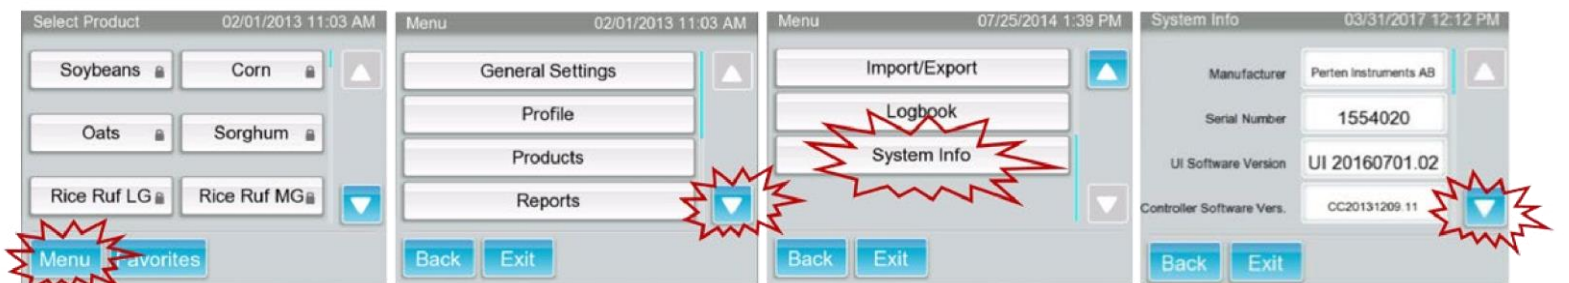 Select Product 02/01/2013 11:03 AM
Soybeans Corn
Oats Sorghum
Rice Ruf LG Rice Ruf MG
Menu Favorites
Menu 02/01/2013 11:03 AM
General Settings
Profile
Products
Reports
Back Exit
Menu 07/25/2014 1:39 PM
Import/Export
Logbook
System Info
Back Exit
System Info 03/31/2017 12:12 PM
Manufacturer Perten Instruments AB
Serial Number 1554020
UI Software Version UI 20160701.02
Controller Software Vers. CC20131209.11
Back Exit